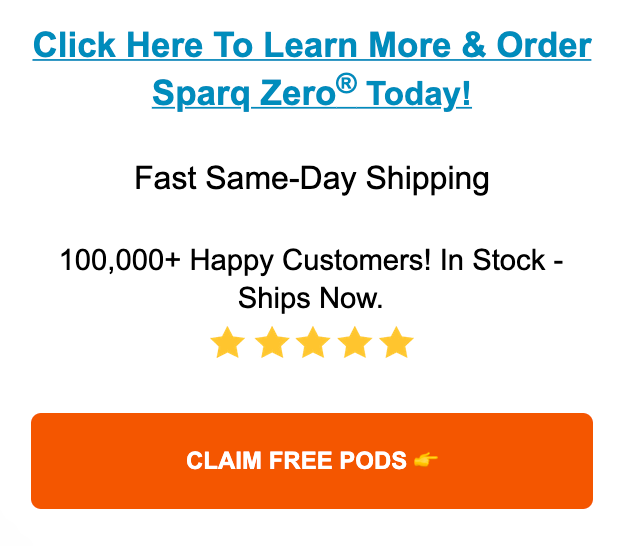 Click Here To Learn More & Order
Sparq Zero® Today!
Fast Same-Day Shipping
100,000+ Happy Customers! In Stock -
Ships Now.
CLAIM FREE PODS 👉